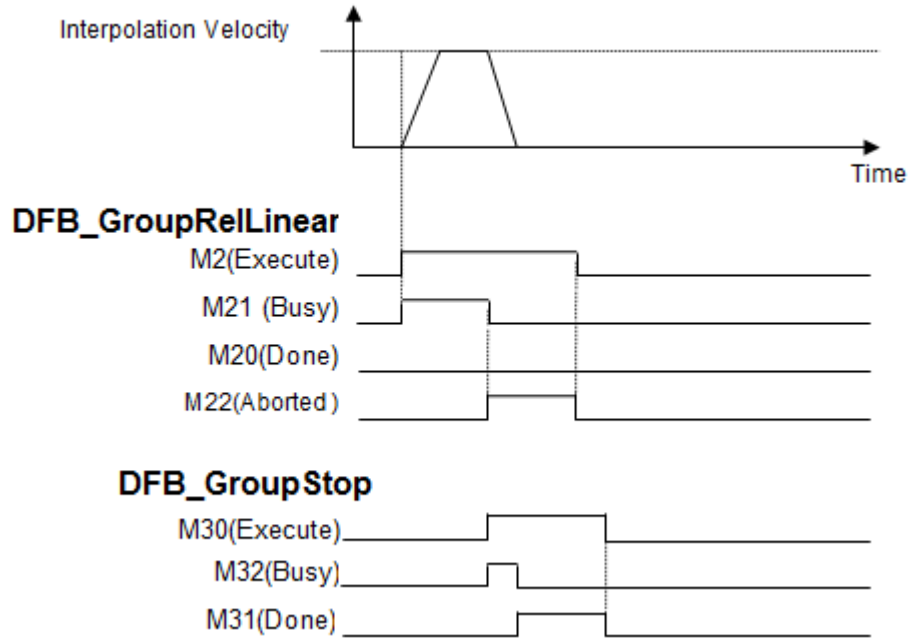 Interpolation Velocity
Time
DFB_GroupRelLinear
M2(Execute)
M21 (Busy)
M20(Done)
M22(Aborted)
DFB_GroupStop
M30(Execute)
M32(Busy)
M31(Done)